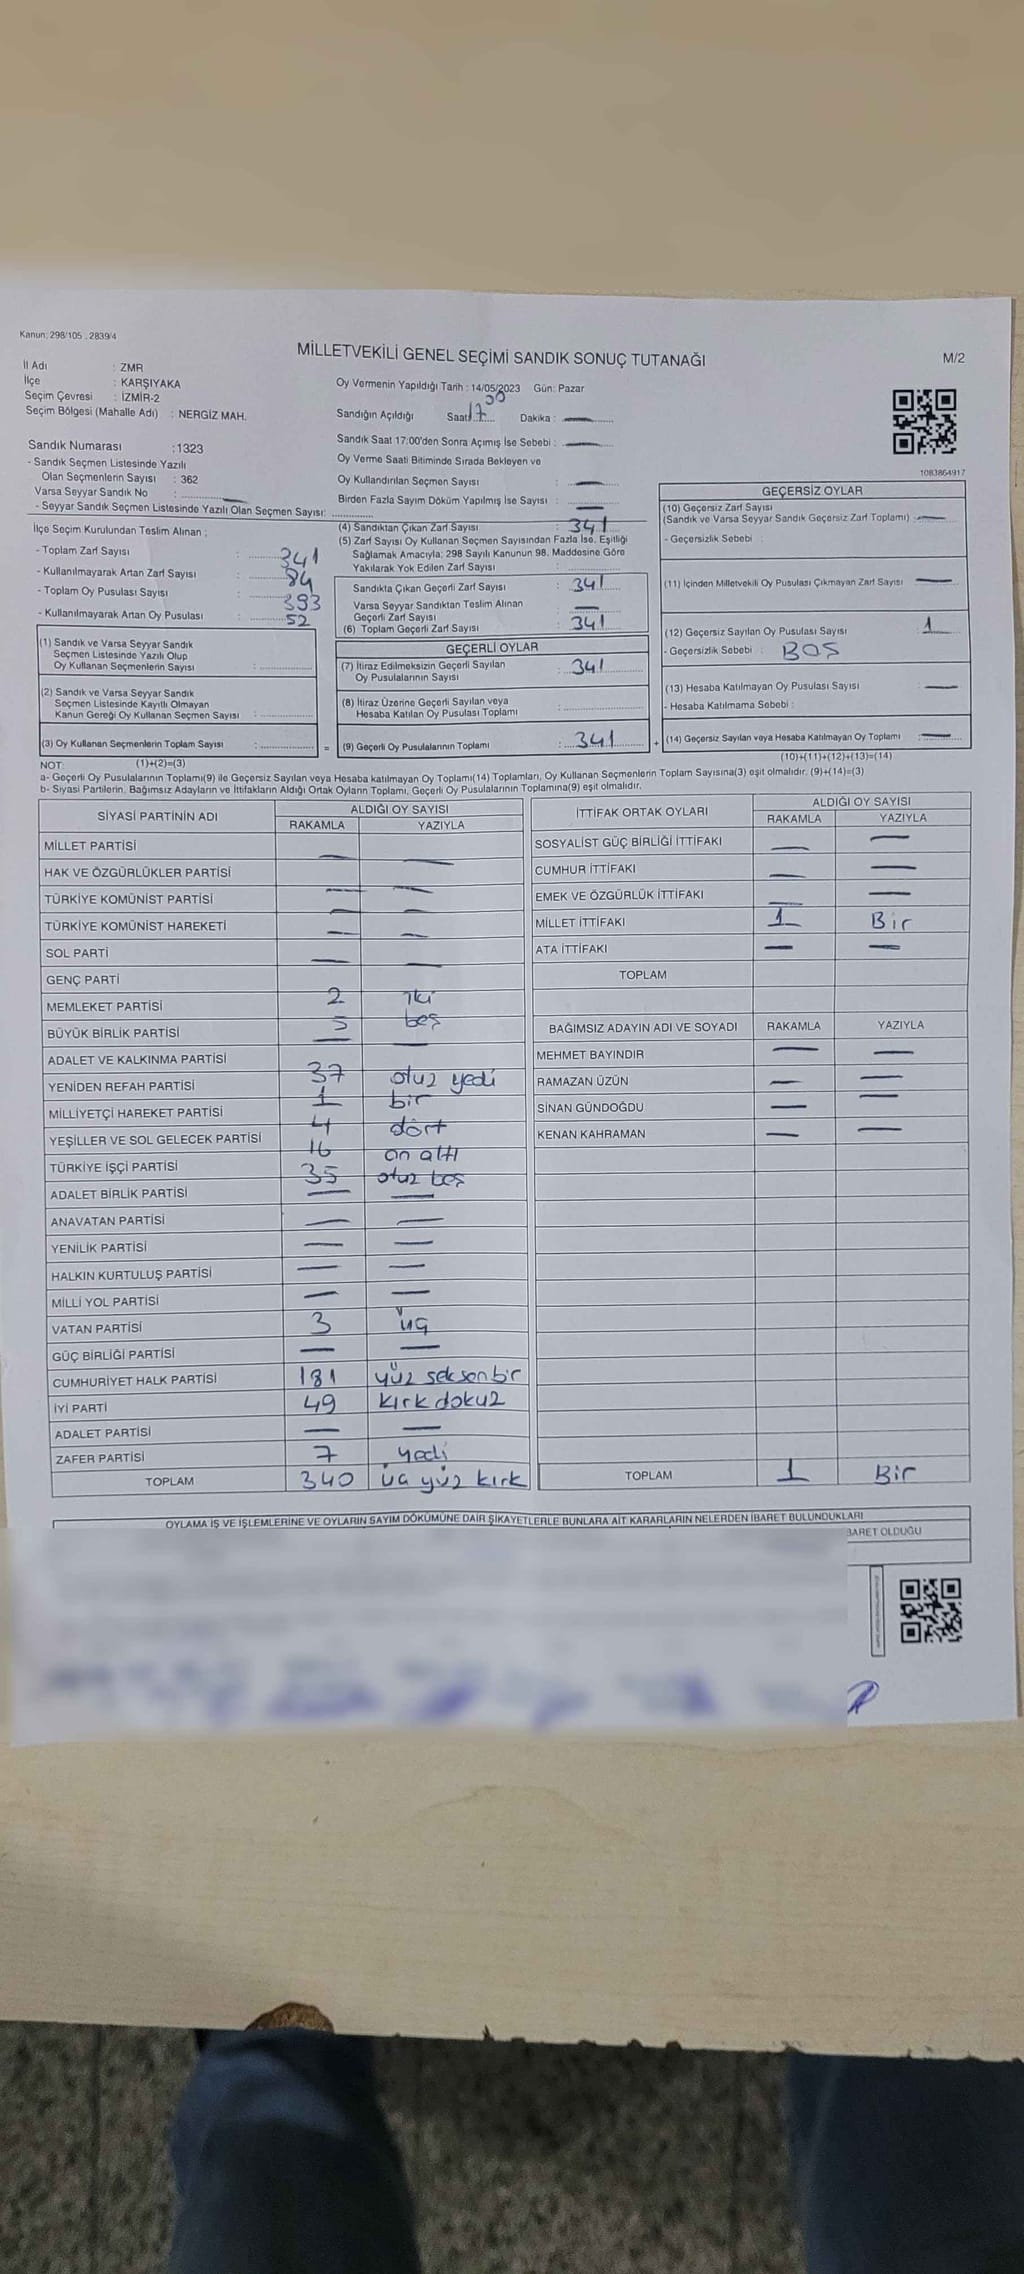 Kanun: 298/105 , 2839/4
MİLLETVEKİLİ GENEL SEÇİMİ SANDIK SONUÇ TUTANAĞI
M/2
İl Adı : ZMR
İlçe : KARŞIYAKA
Seçim Çevresi : İZMİR-2
Seçim Bölgesi (Mahalle Adı) : NERGİZ MAH.
Sandık Numarası :1323
- Sandık Seçmen Listesinde Yazılı
Olan Seçmenlerin Sayısı : 362
Varsa Seyyar Sandık No : —
- Seyyar Sandık Seçmen Listesinde Yazılı Olan Seçmen Sayısı:
Oy Vermenin Yapıldığı Tarih : 14/05/2023 Gün: Pazar
Sandığın Açıldığı Saat 17 30 Dakika : —
Sandık Saat 17:00'den Sonra Açımış İse Sebebi : —
Oy Verme Saati Bitiminde Sırada Bekleyen ve
Oy Kullandırılan Seçmen Sayısı : —
Birden Fazla Sayım Döküm Yapılmış İse Sayısı : —
1083864917
İlçe Seçim Kurulundan Teslim Alınan ;
- Toplam Zarf Sayısı : 341
- Kullanılmayarak Artan Zarf Sayısı : 84
- Toplam Oy Pusulası Sayısı : 393
- Kullanılmayarak Artan Oy Pusulası : 52
(1) Sandık ve Varsa Seyyar Sandık
Seçmen Listesinde Yazılı Olup
Oy Kullanan Seçmenlerin Sayısı :
(2) Sandık ve Varsa Seyyar Sandık
Seçmen Listesinde Kayıtlı Olmayan
Kanun Gereği Oy Kullanan Seçmen Sayısı :
(3) Oy Kullanan Seçmenlerin Toplam Sayısı : =
(1)+(2)=(3)
(4) Sandıktan Çıkan Zarf Sayısı : 341
(5) Zarf Sayısı Oy Kullanan Seçmen Sayısından Fazla İse, Eşitliği
Sağlamak Amacıyla; 298 Sayılı Kanunun 98. Maddesine Göre
Yakılarak Yok Edilen Zarf Sayısı :
Sandıkta Çıkan Geçerli Zarf Sayısı : 341
Varsa Seyyar Sandıktan Teslim Alınan
Geçerli Zarf Sayısı : —
(6) Toplam Geçerli Zarf Sayısı : 341
GEÇERLİ OYLAR
(7) İtiraz Edilmeksizin Geçerli Sayılan
Oy Pusulalarının Sayısı : 341
(8) İtiraz Üzerine Geçerli Sayılan veya
Hesaba Katılan Oy Pusulası Toplamı :
(9) Geçerli Oy Pusulalarının Toplamı : 341 +
GEÇERSİZ OYLAR
(10) Geçersiz Zarf Sayısı
(Sandık ve Varsa Seyyar Sandık Geçersiz Zarf Toplamı) : —
- Geçersizlik Sebebi :
(11) İçinden Milletvekili Oy Pusulası Çıkmayan Zarf Sayısı : —
(12) Geçersiz Sayılan Oy Pusulası Sayısı : 1
- Geçersizlik Sebebi : BOŞ
(13) Hesaba Katılmayan Oy Pusulası Sayısı : —
- Hesaba Katılmama Sebebi :
(14) Geçersiz Sayılan veya Hesaba Katılmayan Oy Toplamı : —
(10)+(11)+(12)+(13)=(14)
NOT:
a- Geçerli Oy Pusulalarının Toplamı(9) ile Geçersiz Sayılan veya Hesaba katılmayan Oy Toplamı(14) Toplamları, Oy Kullanan Seçmenlerin Toplam Sayısına(3) eşit olmalıdır. (9)+(14)=(3)
b- Siyasi Partilerin, Bağımsız Adayların ve İttifakların Aldığı Ortak Oyların Toplamı, Geçerli Oy Pusulalarının Toplamına(9) eşit olmalıdır.
SİYASİ PARTİNİN ADI ALDIĞI OY SAYISI
RAKAMLA YAZIYLA
MİLLET PARTİSİ — —
HAK VE ÖZGÜRLÜKLER PARTİSİ — —
TÜRKİYE KOMÜNİST PARTİSİ — —
TÜRKİYE KOMÜNİST HAREKETİ — —
SOL PARTİ — —
GENÇ PARTİ
MEMLEKET PARTİSİ 2 iki
BÜYÜK BİRLİK PARTİSİ 5 beş
ADALET VE KALKINMA PARTİSİ — —
YENİDEN REFAH PARTİSİ 37 otuz yedi
MİLLİYETÇİ HAREKET PARTİSİ 1 bir
YEŞİLLER VE SOL GELECEK PARTİSİ 4 dört
TÜRKİYE İŞÇİ PARTİSİ 16 on altı
ADALET BİRLİK PARTİSİ 35 otuz beş
— —
ANAVATAN PARTİSİ — —
YENİLİK PARTİSİ — —
HALKIN KURTULUŞ PARTİSİ — —
MİLLİ YOL PARTİSİ — —
VATAN PARTİSİ 3 üç
GÜÇ BİRLİĞİ PARTİSİ — —
CUMHURİYET HALK PARTİSİ 181 yüz seksen bir
İYİ PARTİ 49 kırk dokuz
ADALET PARTİSİ — —
ZAFER PARTİSİ 7 yedi
TOPLAM 340 üç yüz kırk
İTTİFAK ORTAK OYLARI ALDIĞI OY SAYISI
RAKAMLA YAZIYLA
SOSYALİST GÜÇ BİRLİĞİ İTTİFAKI — —
CUMHUR İTTİFAKI — —
EMEK VE ÖZGÜRLÜK İTTİFAKI — —
MİLLET İTTİFAKI 1 Bir
ATA İTTİFAKI — —
TOPLAM
BAĞIMSIZ ADAYIN ADI VE SOYADI RAKAMLA YAZIYLA
MEHMET BAYINDIR — —
RAMAZAN ÜZÜN — —
SİNAN GÜNDOĞDU — —
KENAN KAHRAMAN — —
TOPLAM 1 Bir
OYLAMA İŞ VE İŞLEMLERİNE VE OYLARIN SAYIM DÖKÜMÜNE DAİR ŞİKAYETLERLE BUNLARA AİT KARARLARIN NELERDEN İBARET BULUNDUKLARI
BARET OLDUĞU